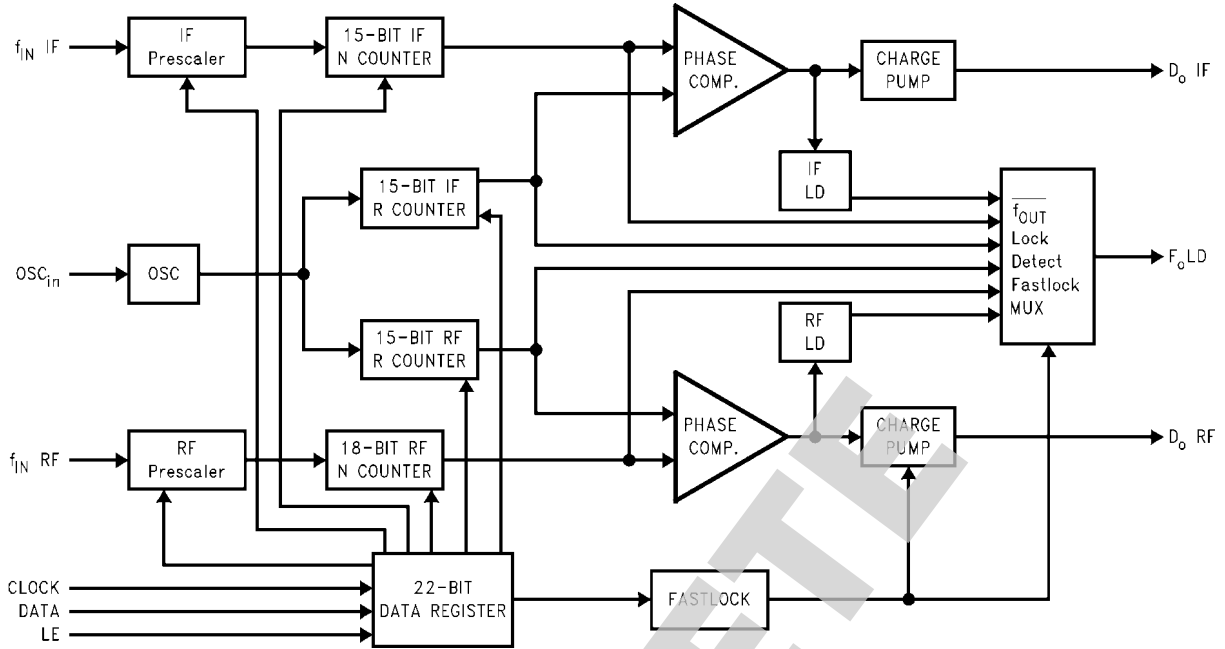 f_IN IF
IF
Prescaler
15-BIT IF
N COUNTER
PHASE
COMP.
CHARGE
PUMP
D_o IF
IF
LD
15-BIT IF
R COUNTER
OSC_in
OSC
f_OUT
Lock
Detect
Fastlock
MUX
F_oLD
15-BIT RF
R COUNTER
RF
LD
f_IN RF
RF
Prescaler
18-BIT RF
N COUNTER
PHASE
COMP.
CHARGE
PUMP
D_o RF
CLOCK
DATA
LE
22-BIT
DATA REGISTER
FASTLOCK